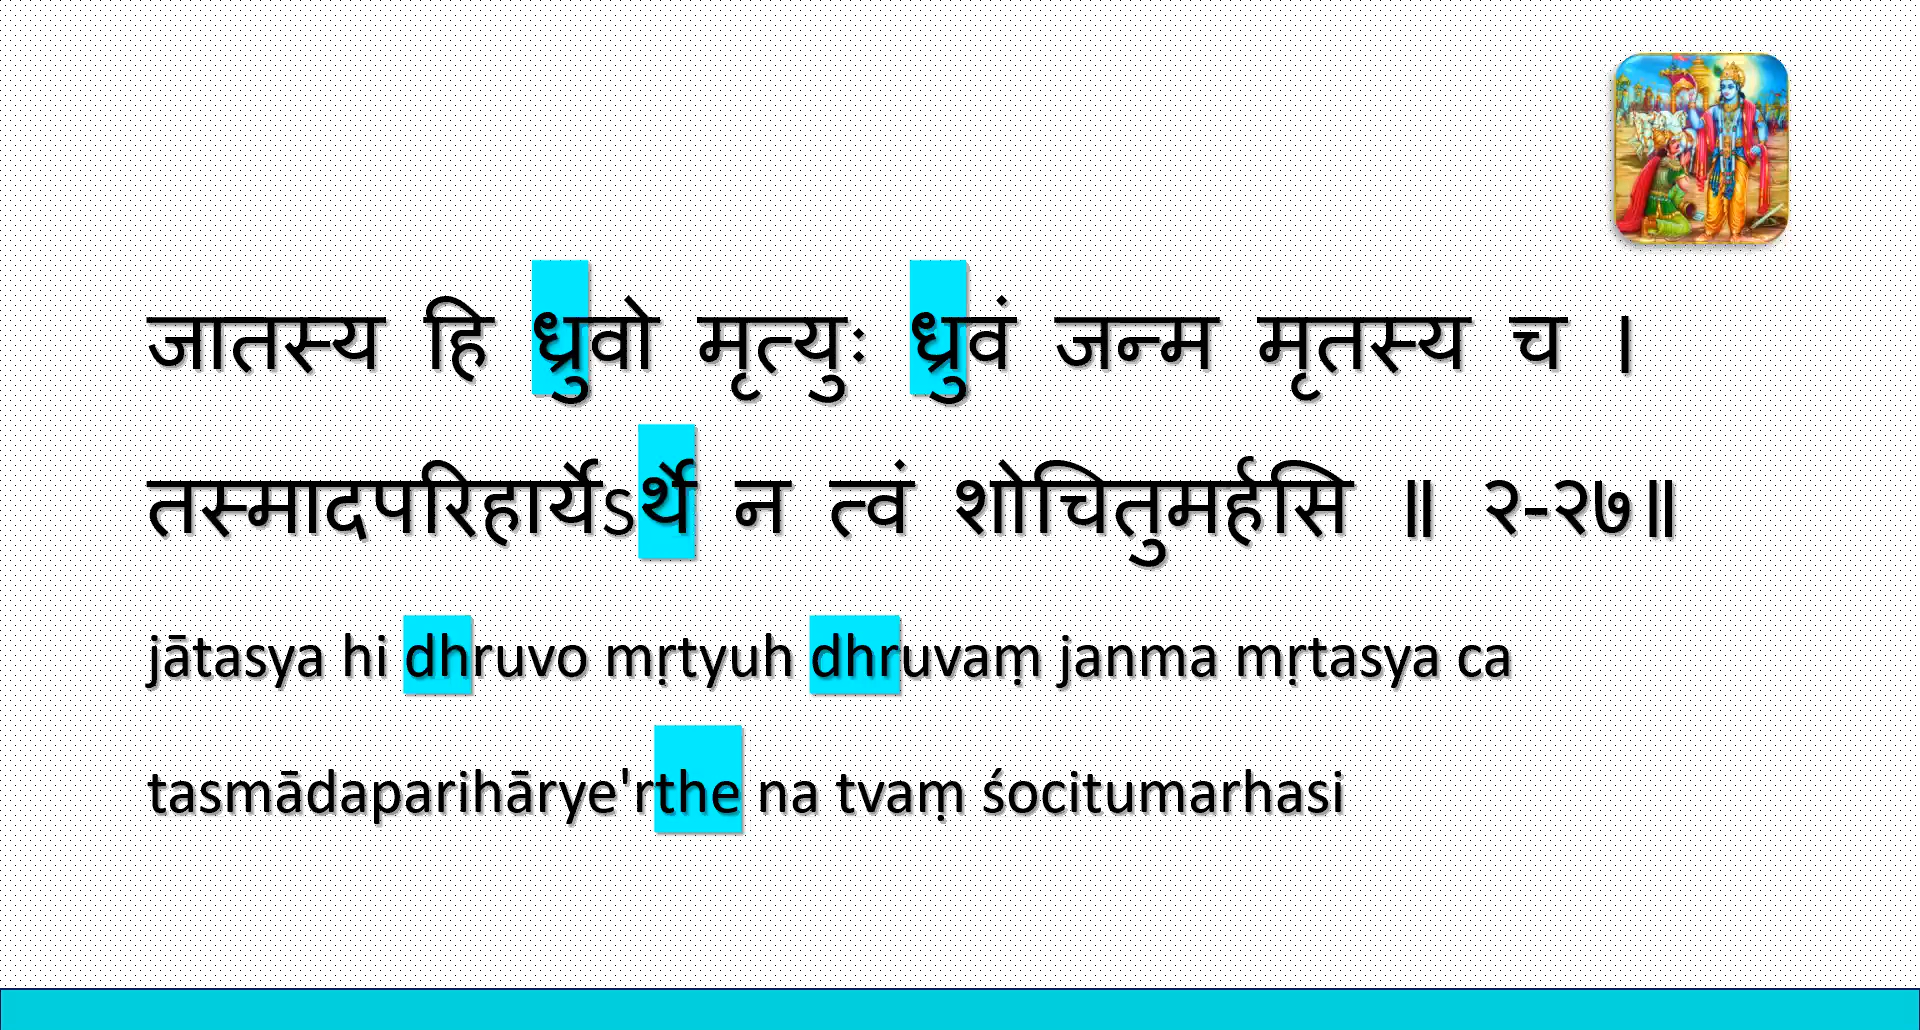 जातस्य हि ध्रुवो मृत्युः ध्रुवं जन्म मृतस्य च ।
तस्मादपरिहार्येऽर्थे न त्वं शोचितुमर्हसि ॥ २-२७॥
jātasya hi dhruvo mṛtyuh dhruvaṃ janma mṛtasya ca
tasmādaparihārye'rthe na tvaṃ śocitumarhasi